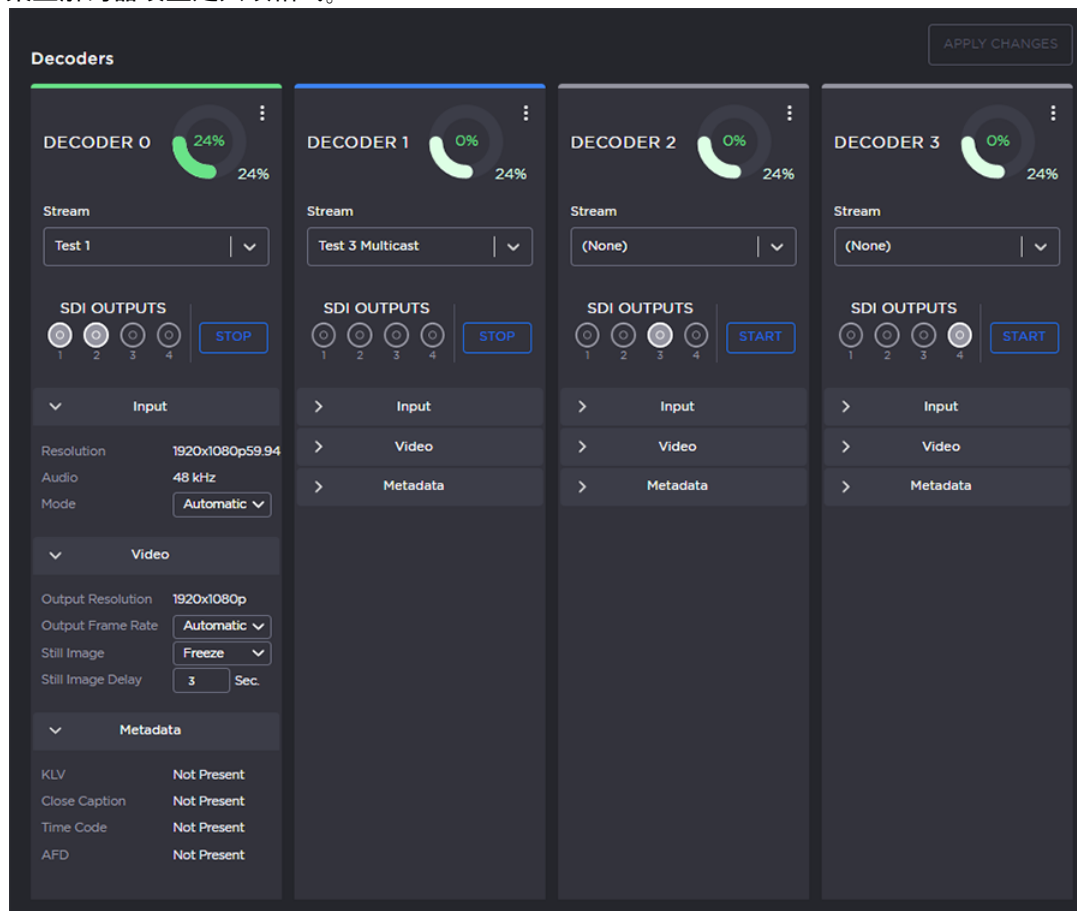 Decoders
APPLY CHANGES
DECODER 0
24%
24%
Stream
Test 1
SDI OUTPUTS
1 2 3 4
STOP
Input
Resolution 1920x1080p59.94
Audio 48 kHz
Mode Automatic
Video
Output Resolution 1920x1080p
Output Frame Rate Automatic
Still Image Freeze
Still Image Delay 3 Sec.
Metadata
KLV Not Present
Close Caption Not Present
Time Code Not Present
AFD Not Present
DECODER 1
0%
24%
Stream
Test 3 Multicast
SDI OUTPUTS
1 2 3 4
STOP
Input
Video
Metadata
DECODER 2
0%
24%
Stream
(None)
SDI OUTPUTS
1 2 3 4
START
Input
Video
Metadata
DECODER 3
0%
24%
Stream
(None)
SDI OUTPUTS
1 2 3 4
START
Input
Video
Metadata